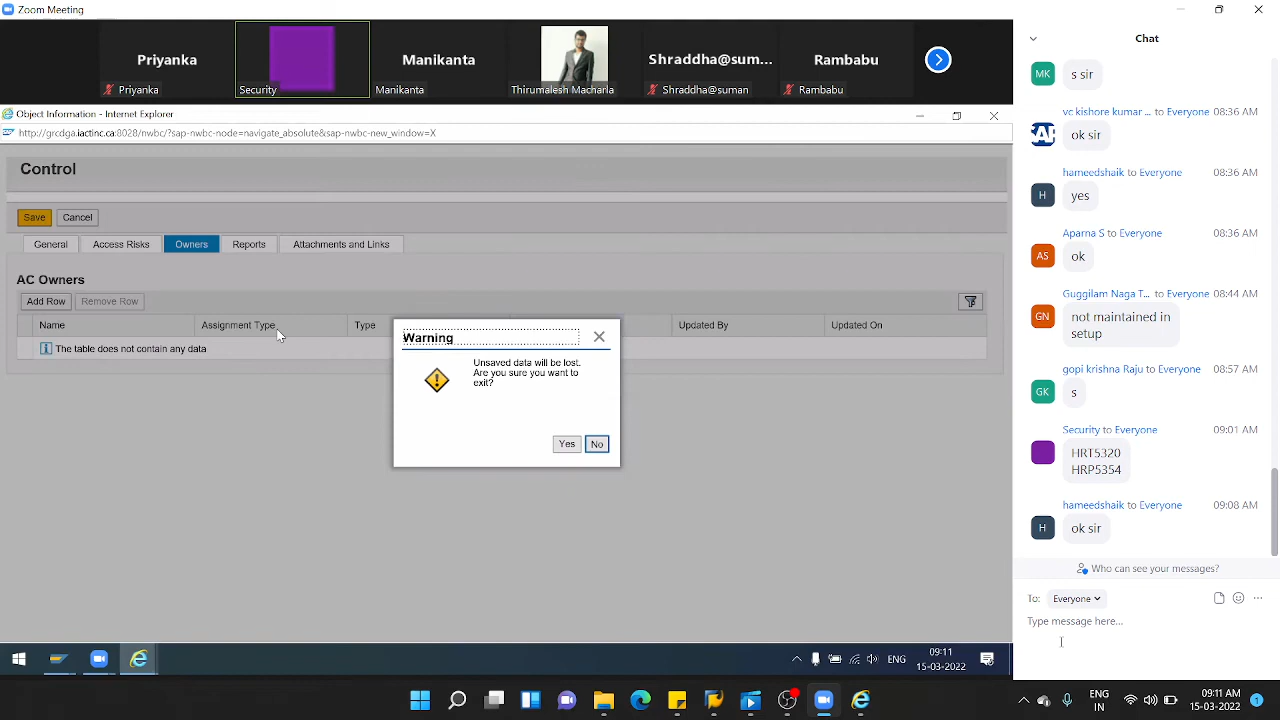 Zoom Meeting
Priyanka
Priyanka
Security
Manikanta
Manikanta
Thirumalesh Machana
Shraddha@sum...
Shraddha@suman
Rambabu
Rambabu
Object Information - Internet Explorer
http://grcdga.iactinc.ca:8028/nwbc/?sap-nwbc-node=navigate_absolute&sap-nwbc-new_window=X
Control
Save Cancel
General Access Risks Owners Reports Attachments and Links
AC Owners
Add Row Remove Row
Name Assignment Type Type Updated By Updated On
The table does not contain any data
Warning
Unsaved data will be lost.
Are you sure you want to
exit?
Yes No
09:11
ENG 15-03-2022
Chat
MK s sir
vc kishore kumar ... to Everyone 08:36 AM
SAP ok sir
hameedshaik to Everyone 08:36 AM
H yes
Aparna S to Everyone 08:36 AM
AS ok
Guggilam Naga T... to Everyone 08:44 AM
GN not maintained in
setup
gopi krishna Raju to Everyone 08:57 AM
GK s
Security to Everyone 09:01 AM
HRT5320
HRP5354
hameedshaik to Everyone 09:08 AM
H ok sir
Who can see your messages?
To: Everyone
Type message here...
ENG
IN
09:11 AM
15-03-2022
1